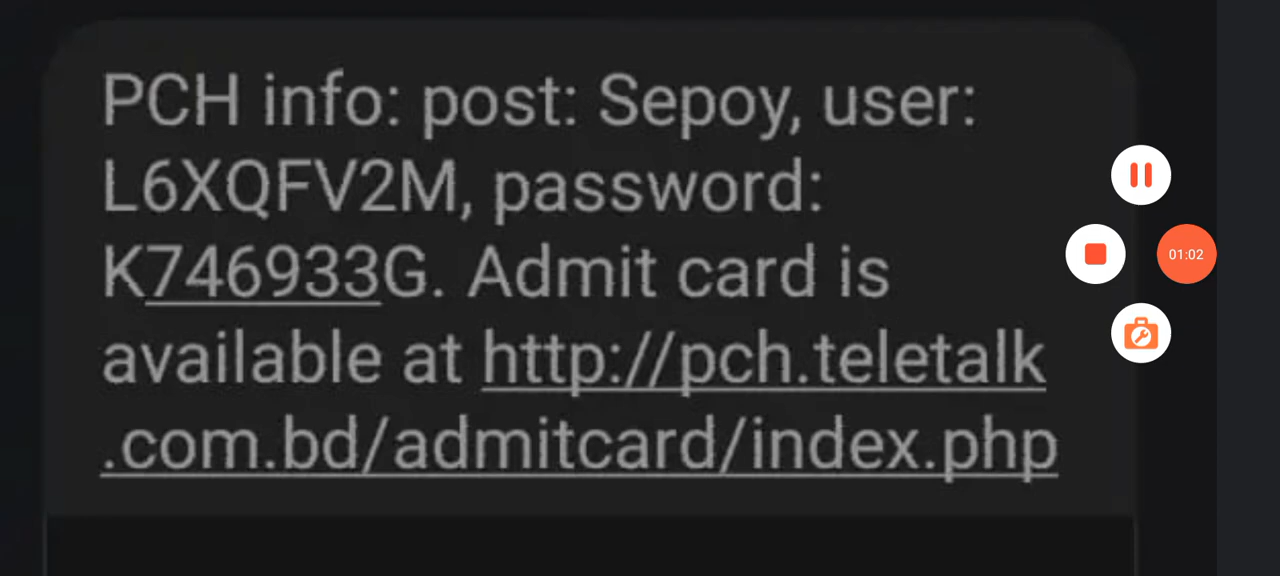 PCH info: post: Sepoy, user:
L6XQFV2M, password:
K746933G. Admit card is
available at http://pch.teletalk
.com.bd/admitcard/index.php
01:02